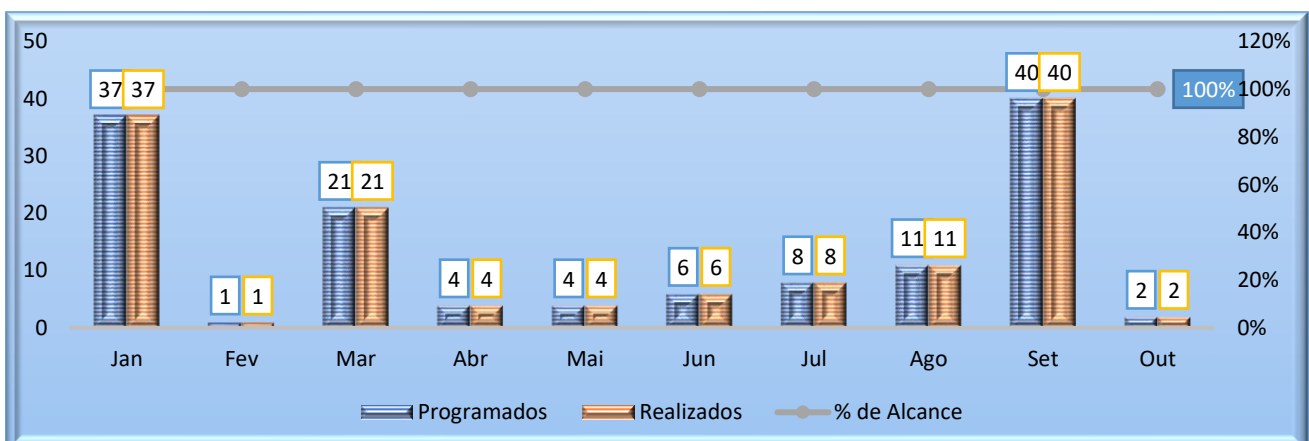 50 120%
37 37 40 40 100% 100%
40
80%
30
21 21 60%
20
40%
11 11
10 6 6 8 8 20%
4 4 4 4
1 1 2 2
0 0%
Jan Fev Mar Abr Mai Jun Jul Ago Set Out
Programados Realizados % de Alcance